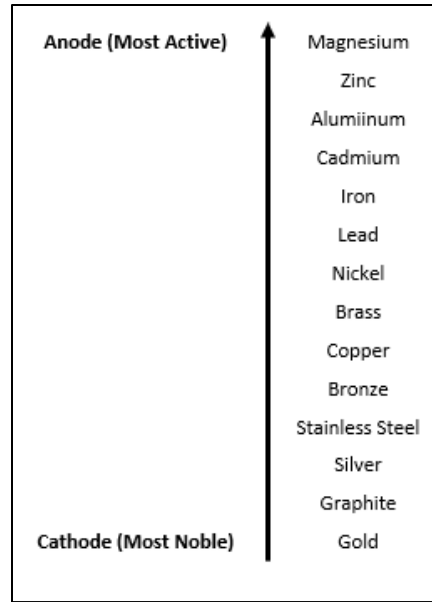 Anode (Most Active) Magnesium
Zinc
Alumiinum
Cadmium
Iron
Lead
Nickel
Brass
Copper
Bronze
Stainless Steel
Silver
Graphite
Cathode (Most Noble) Gold